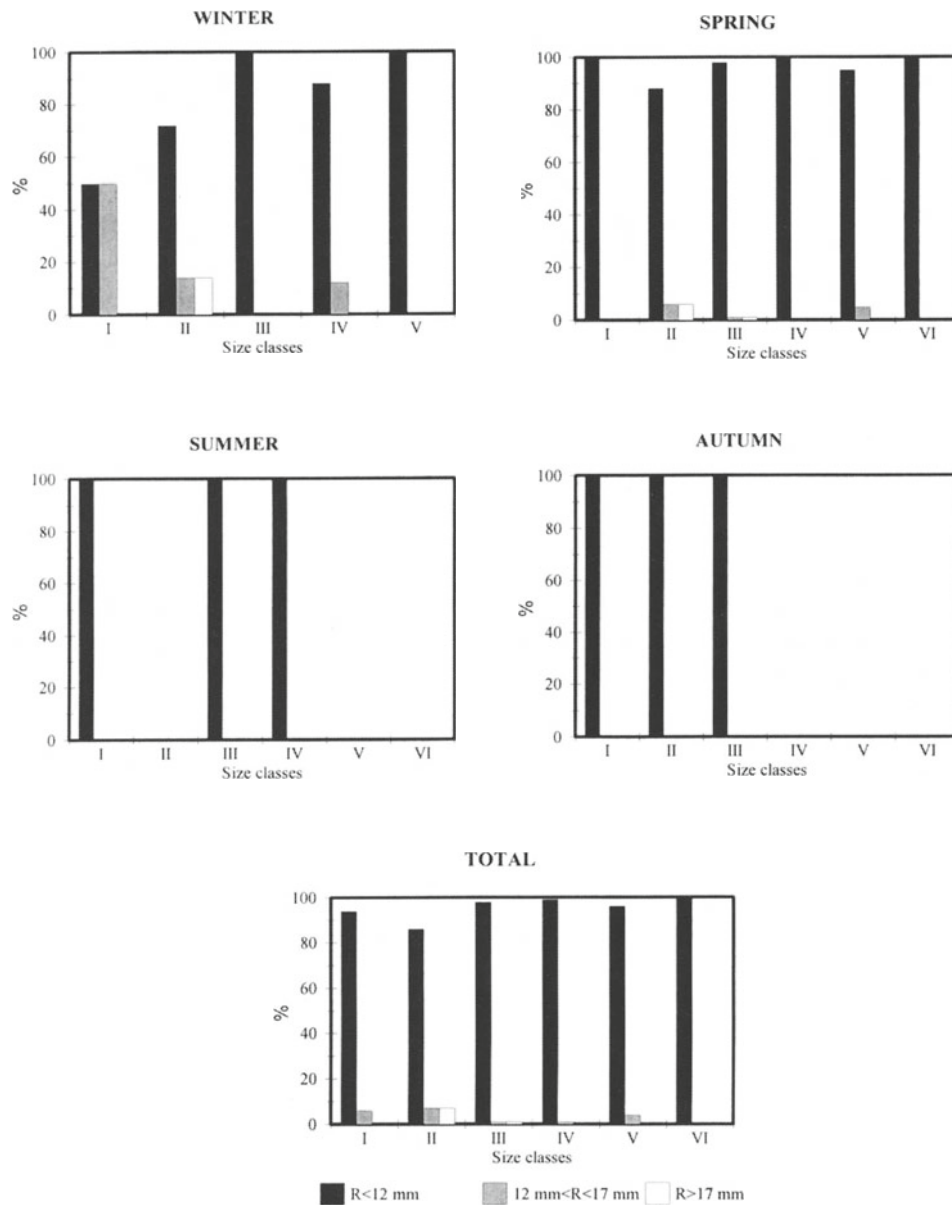 WINTER
100
80
60
40
20
0
%
I II III IV V
Size classes
SPRING
100
80
60
40
20
0
%
I II III IV V VI
Size classes
SUMMER
100
80
60
40
20
0
%
I II III IV V VI
Size classes
AUTUMN
100
80
60
40
20
0
%
I II III IV V VI
Size classes
TOTAL
100
80
60
40
20
0
%
I II III IV V VI
Size classes
R<12 mm 12 mm<R<17 mm R>17 mm